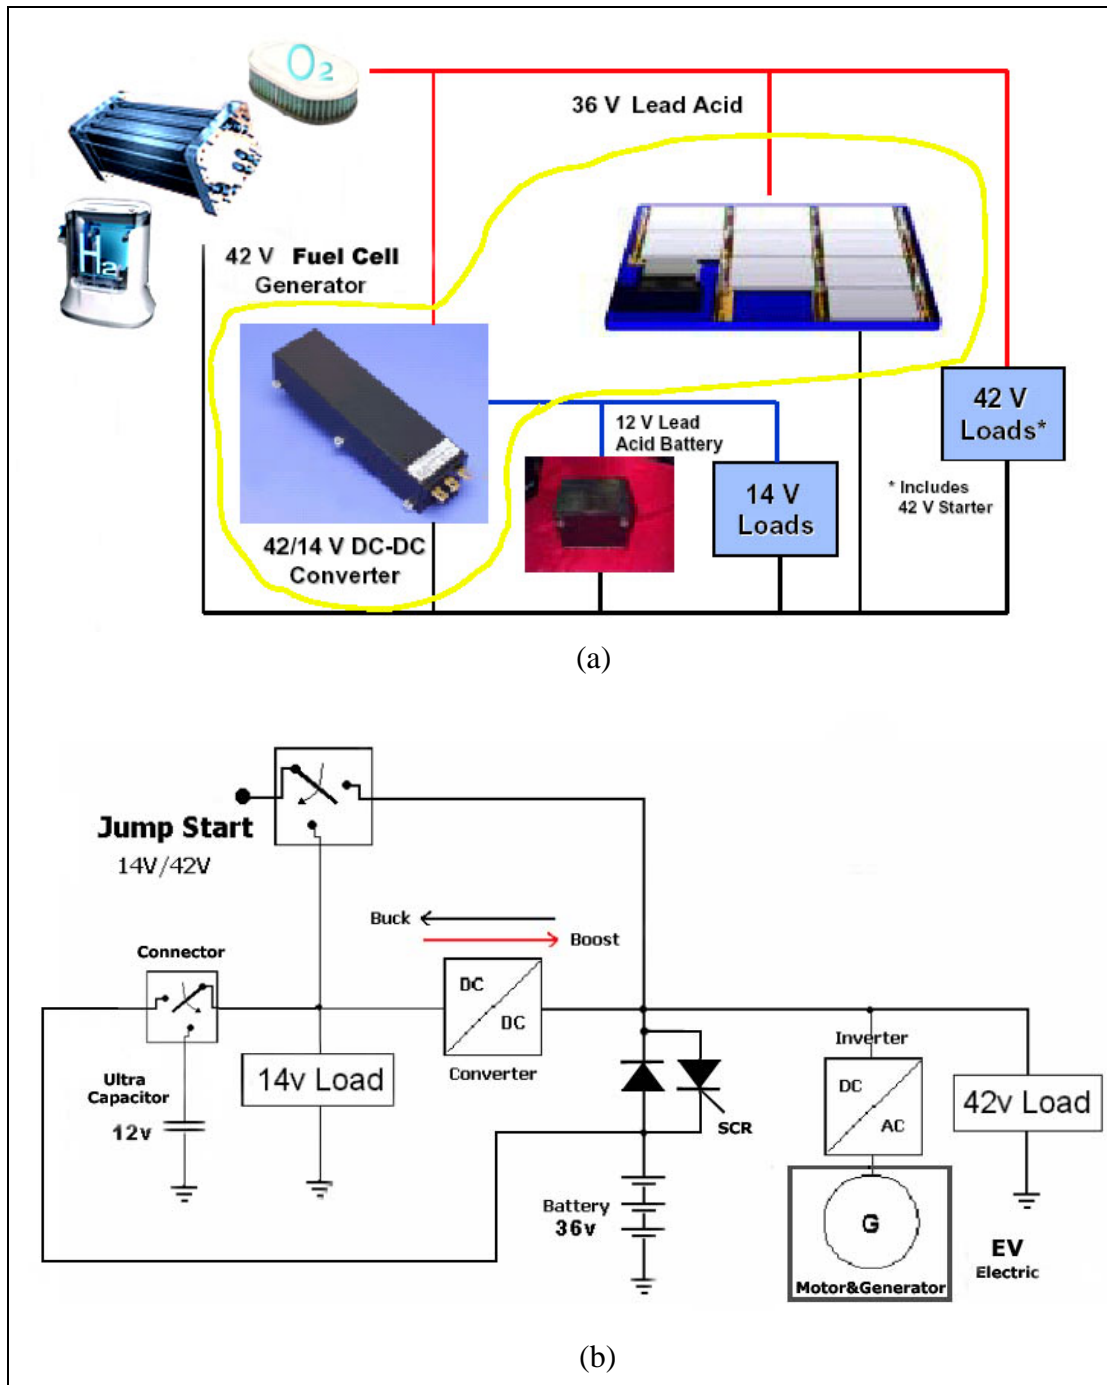 O2
36 V Lead Acid
H2
42 V Fuel Cell
Generator
12 V Lead
Acid Battery
42 V
Loads*
14 V
Loads
* Includes
42 V Starter
42/14 V DC-DC
Converter
(a)
Jump Start
14V/42V
Buck
Boost
Connector
DC
DC
Converter
Ultra
Capacitor
12v
14v Load
SCR
Inverter
DC
AC
42v Load
Battery
36v
G
Motor&Generator
EV
Electric
(b)